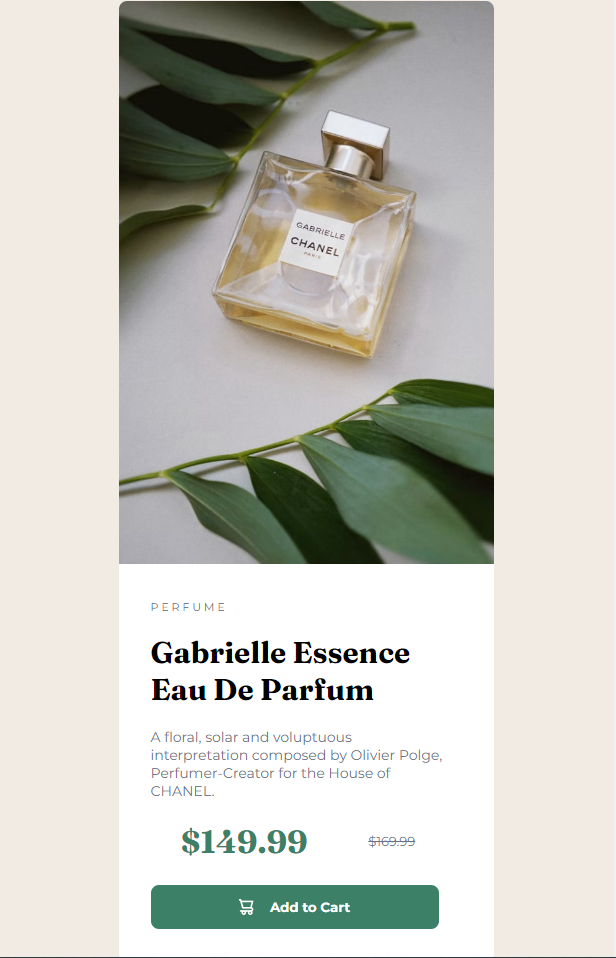 GABRIELLE
CHANEL
PARIS
PERFUME
Gabrielle Essence
Eau De Parfum
A floral, solar and voluptuous
interpretation composed by Olivier Polge,
Perfumer-Creator for the House of
CHANEL.
$149.99 $169.99
Add to Cart